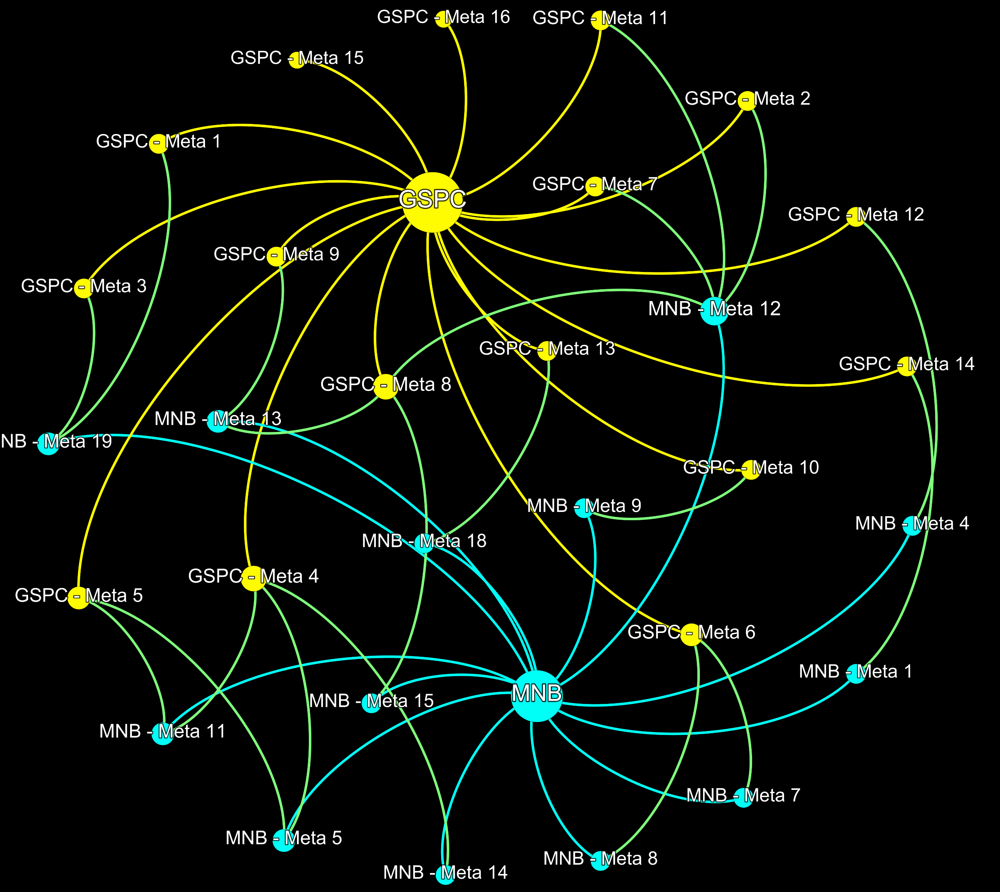 GSPC - Meta 16
GSPC - Meta 11
GSPC - Meta 15
GSPC - Meta 2
GSPC - Meta 1
GSPC - Meta 7
GSPC
GSPC - Meta 12
GSPC - Meta 9
GSPC - Meta 3
MNB - Meta 12
GSPC - Meta 13
GSPC - Meta 14
GSPC - Meta 8
MNB - Meta 13
NB - Meta 19
GSPC - Meta 10
MNB - Meta 9
MNB - Meta 4
MNB - Meta 18
GSPC - Meta 4
GSPC - Meta 5
GSPC - Meta 6
MNB - Meta 1
MNB
MNB - Meta 15
MNB - Meta 11
MNB - Meta 7
MNB - Meta 5
MNB - Meta 8
MNB - Meta 14